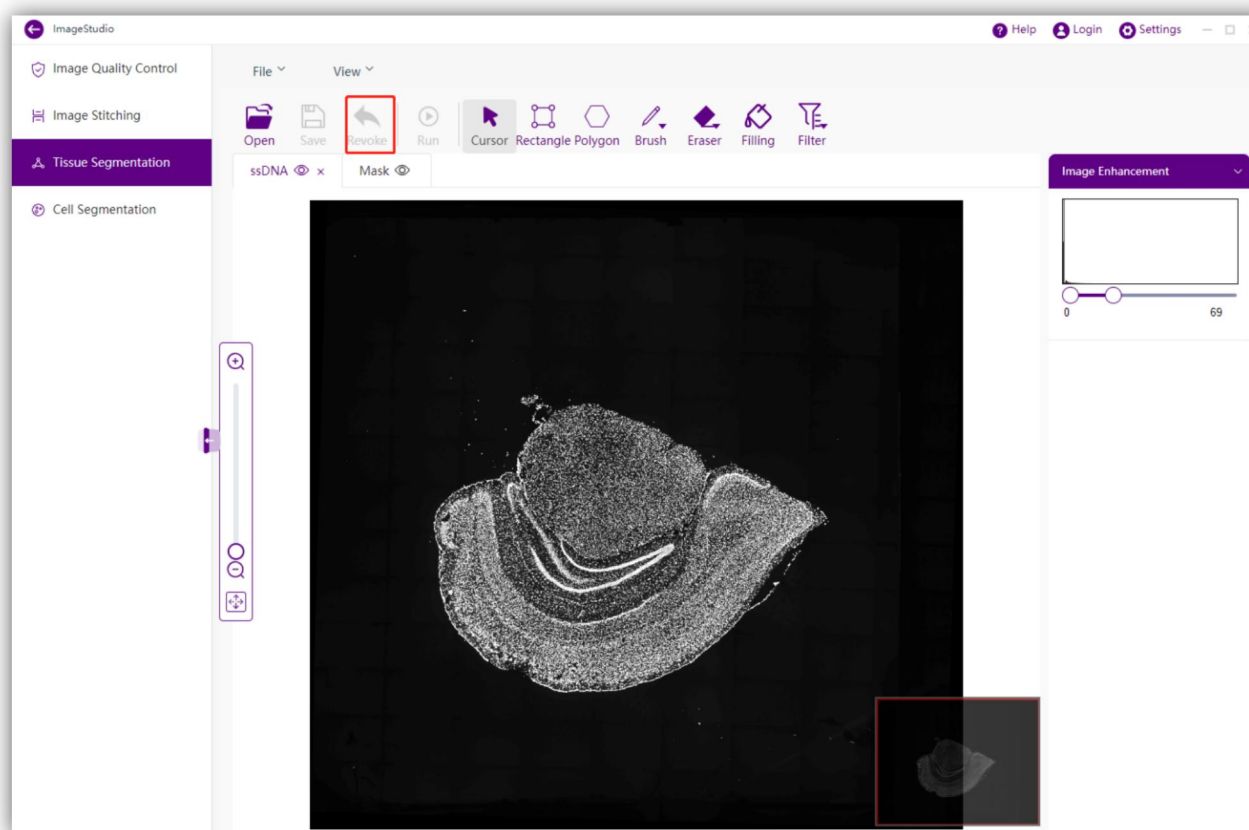 ImageStudio
Help Login Settings
Image Quality Control
Image Stitching
Tissue Segmentation
Cell Segmentation
File View
Open Save Revoke Run Cursor Rectangle Polygon Brush Eraser Filling Filter
ssDNA × Mask
Image Enhancement
0 69